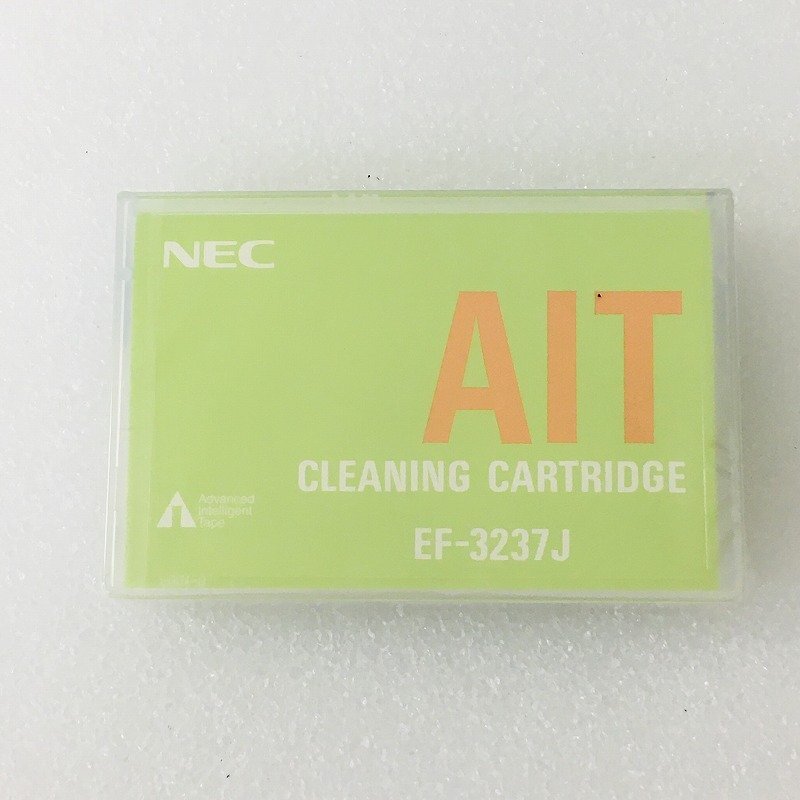 NEC
AIT
CLEANING CARTRIDGE
Advanced
Intelligent
Tape
EF-3237J